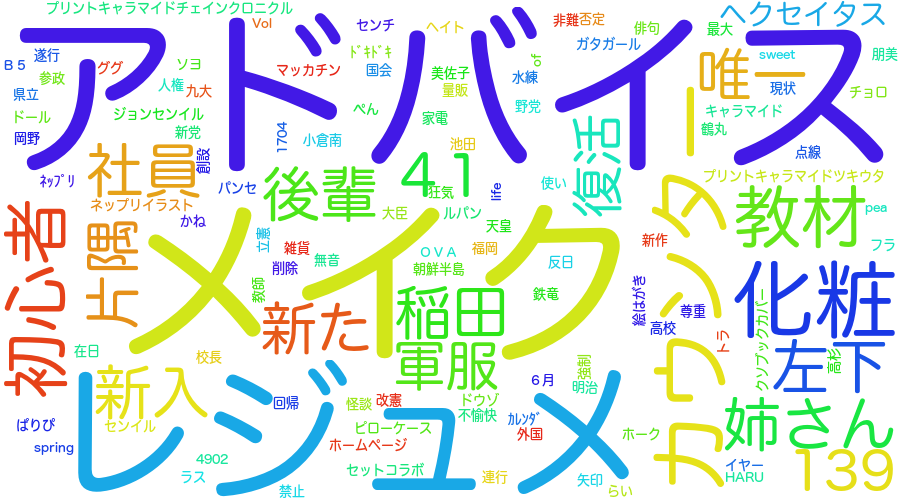 プリントキャラマイドチェインクロニクル
Vol
センチ
ヘイト
非難
否定
俳句
最大
ヘクセイタス
アドバイス
B5
遂行
ググ
ソヨ
マッカチン
ドキドキ
国会
美佐子
水練
of
ガタガール
唯一
sweet
朋美
参政
人権
九大
量販
現状
チョロ
県立
ドール
ジョンセンイル
ぺん
家電
野党
キャラマイド
鶴丸
岡野
新党
1704
小倉南
池田
点線
社員
創設
後輩
41
復活
ネップリ
パンセ
狂気
life
使い
プリントキャラマイドツキウタ
ネップリイラスト
大臣
ルパン
カウンタ
教材
pea
初心者
片隅
かね
メイク
天皇
立憲
雑貨
OVA
福岡
新作
フラ
削除
無音
朝鮮半島
反日
教師
新た
稲田
鉄竜
絵はがき
尊重
高校
クソブックカバー
化粧
トラ
在日
校長
軍服
強制
左下
高杉
新入
レジュメ
6月
明治
回帰
怪談
改憲
ドウゾ
不愉快
カレンダー
外国
姉さん
ぱりぴ
センイル
ピローケース
ホームページ
ホーク
spring
4902
ラス
セットコラボ
連行
矢印
イヤー
HARU
139
禁止
らい